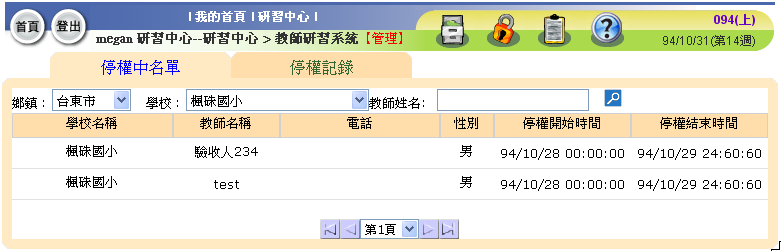 首頁 登出 | 我的首頁 | 研習中心 |
094(上)
megan 研習中心--研習中心 > 教師研習系統【管理】
94/10/31(第14週)
停權中名單 停權記錄
鄉鎮： 台東市 學校： 楓硃國小 教師姓名:
學校名稱 教師名稱 電話 性別 停權開始時間 停權結束時間
楓硃國小 驗收人234 男 94/10/28 00:00:00 94/10/29 24:60:60
楓硃國小 test 男 94/10/28 00:00:00 94/10/29 24:60:60
第1頁